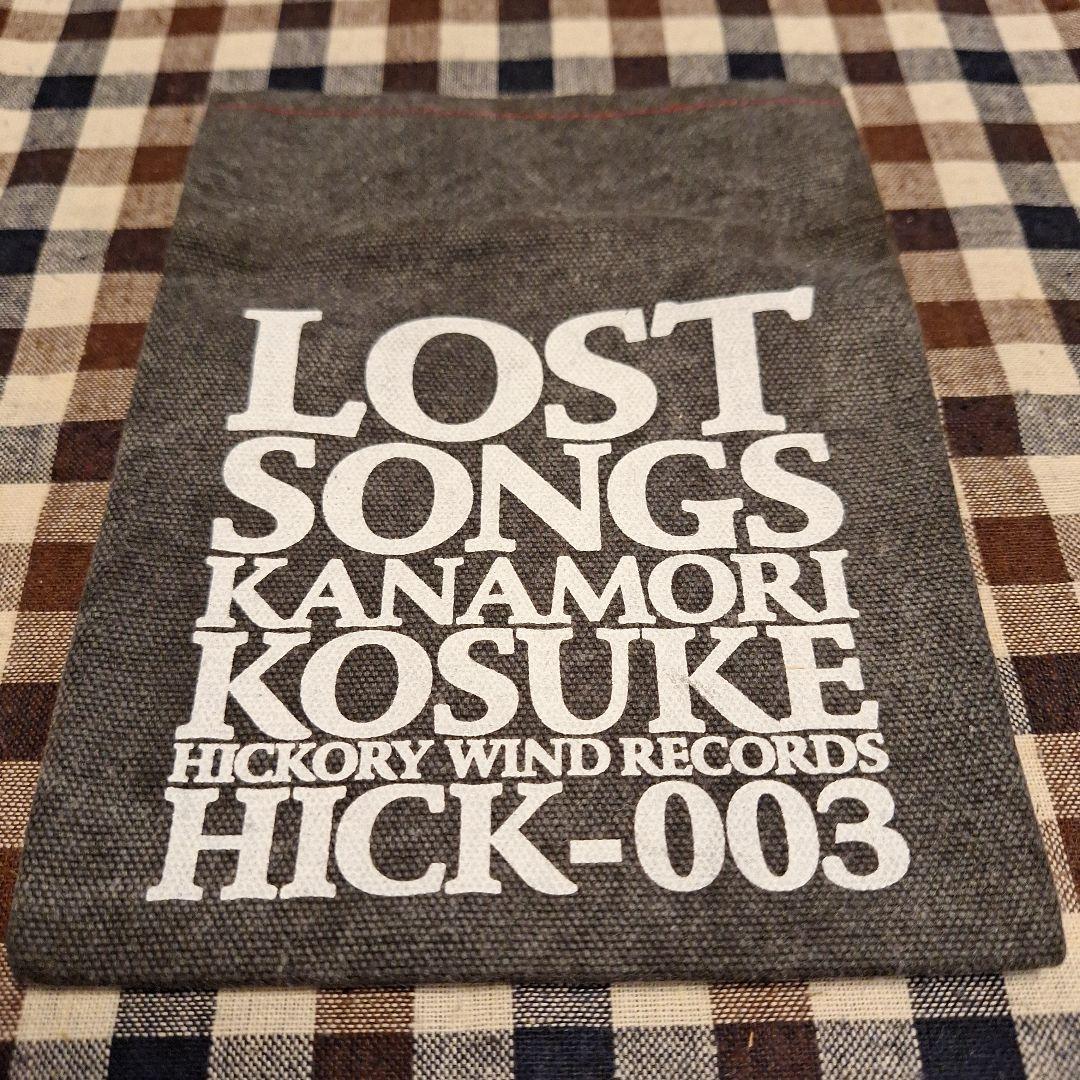 LOST
SONGS
KANAMORI
KOSUKE
HICKORY WIND RECORDS
HICK-003